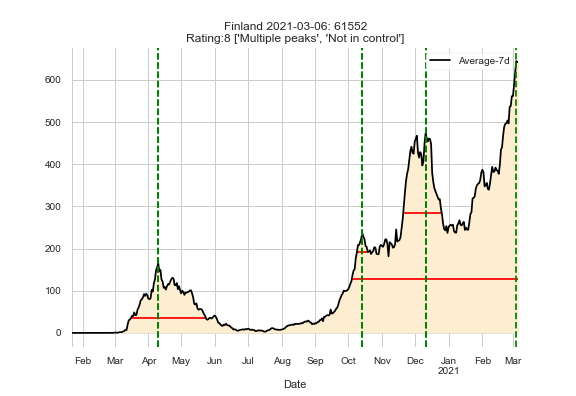 Finland 2021-03-06: 61552
Rating:8 ['Multiple peaks', 'Not in control']
Average-7d
600
500
400
300
200
100
0
Feb Mar Apr May Jun Jul Aug Sep Oct Nov Dec Jan Feb Mar
2021
Date